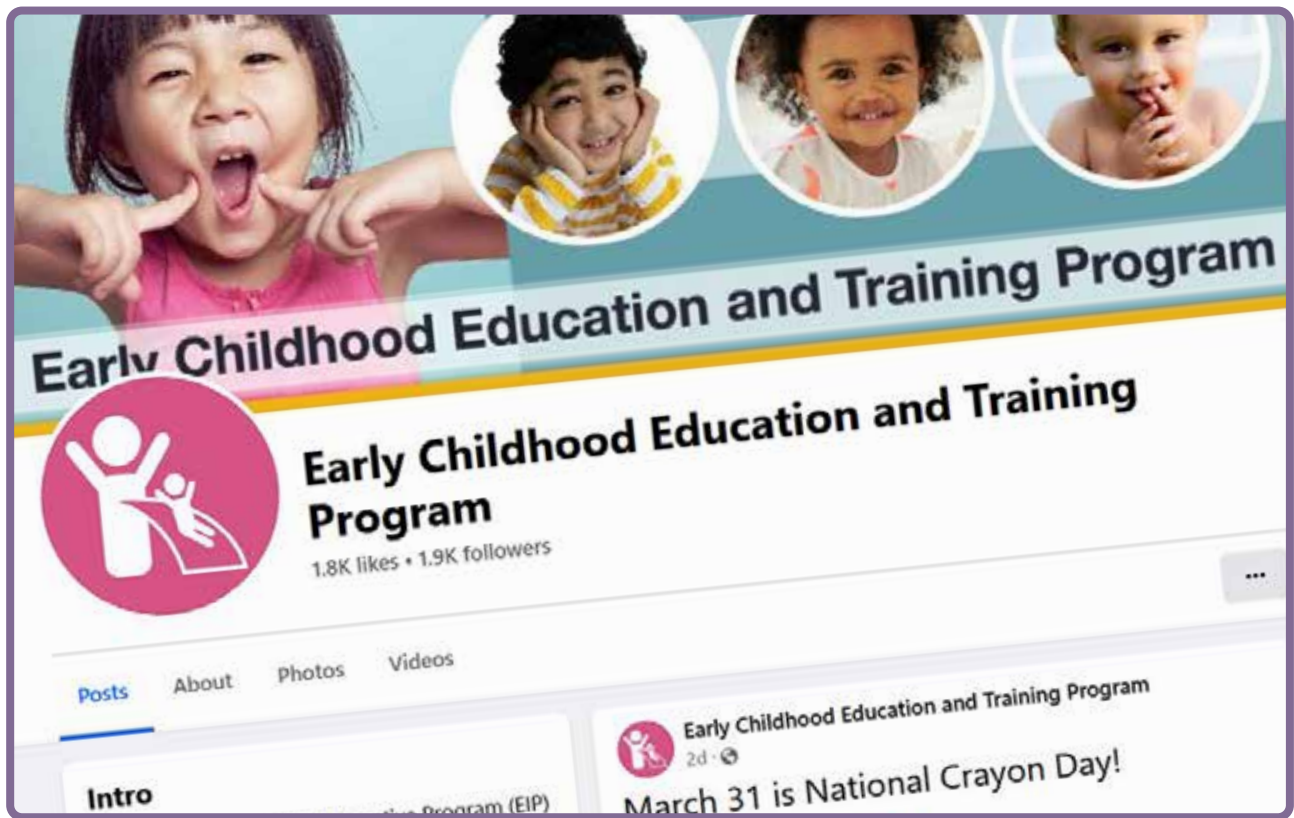 Early Childhood Education and Training Program
Early Childhood Education and Training
Program
1.8K likes • 1.9K followers
...
Posts
About
Photos
Videos
Intro
Program (EIP)
Early Childhood Education and Training Program
2d ·
March 31 is National Crayon Day!